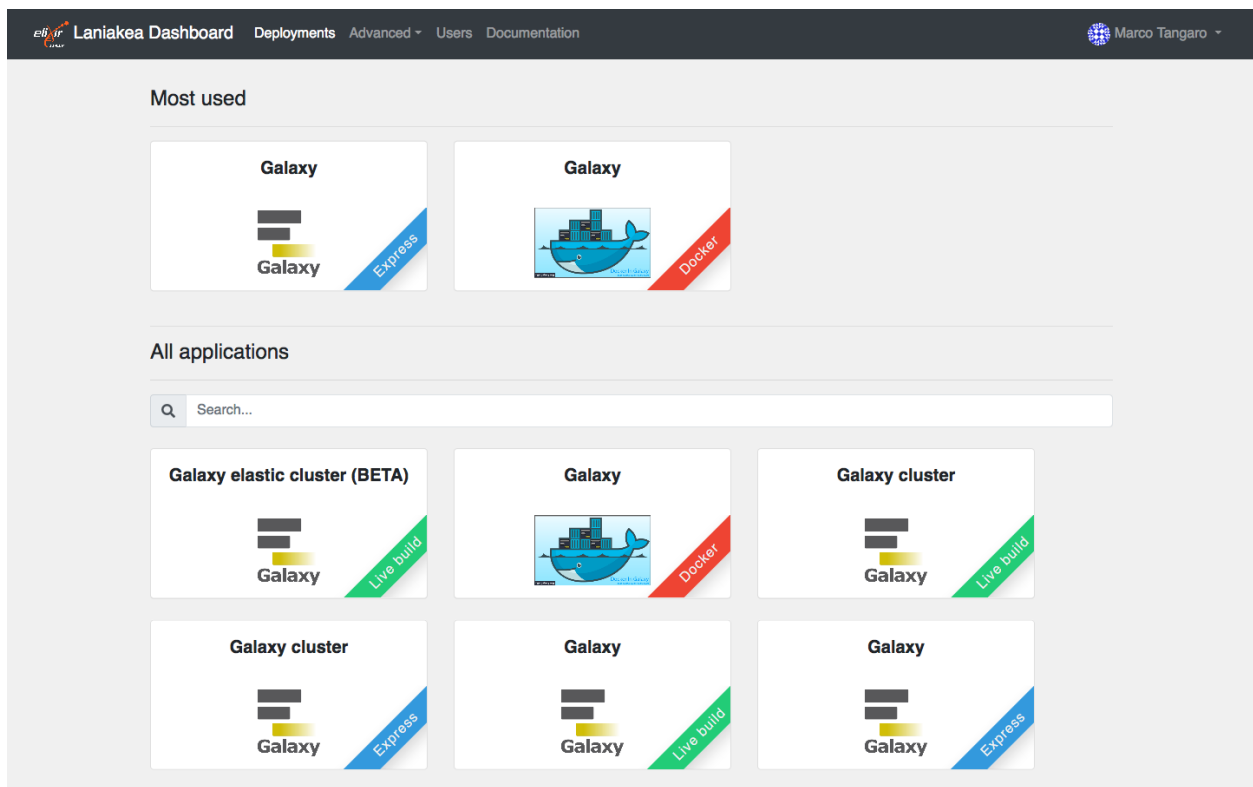 elixir Laniakea Dashboard Deployments Advanced Users Documentation Marco Tangaro
Most used
Galaxy Galaxy
Galaxy Express Docker
All applications
Search...
Galaxy elastic cluster (BETA) Galaxy Galaxy cluster
Galaxy Live build Docker Galaxy Live build
Galaxy cluster Galaxy Galaxy
Galaxy Express Galaxy Live build Galaxy Express